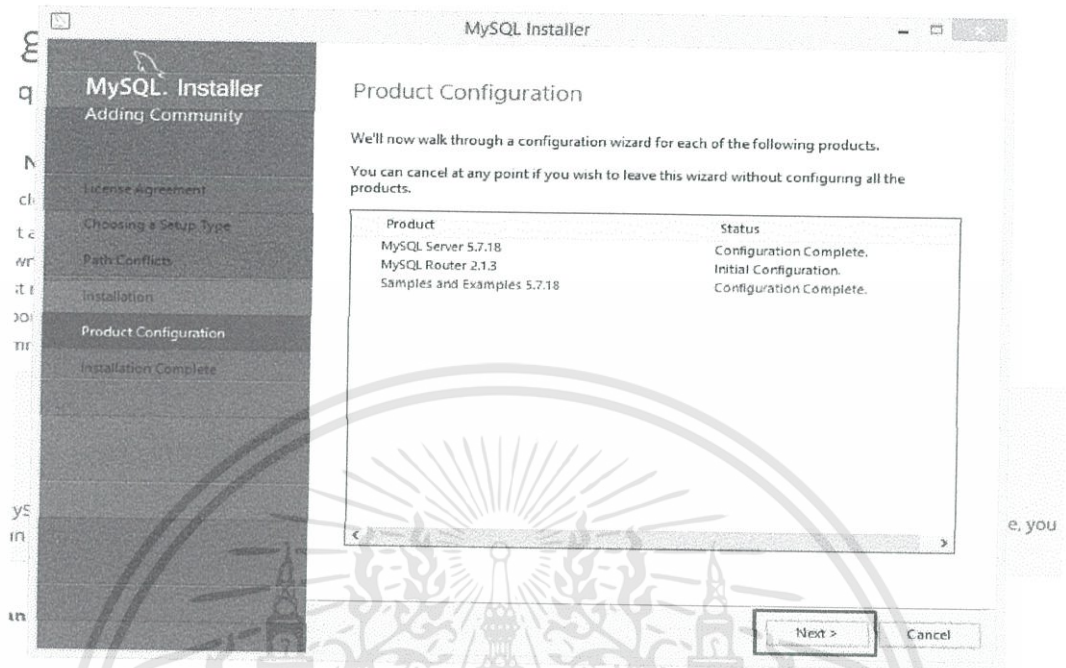 MySQL Installer
MySQL. Installer
Adding Community
License Agreement
Choosing a Setup Type
Path Conflicts
Installation
Product Configuration
Installation Complete
Product Configuration
We'll now walk through a configuration wizard for each of the following products.
You can cancel at any point if you wish to leave this wizard without configuring all the
products.
Product Status
MySQL Server 5.7.18 Configuration Complete.
MySQL Router 2.1.3 Initial Configuration.
Samples and Examples 5.7.18 Configuration Complete.
e, you
Next >
Cancel